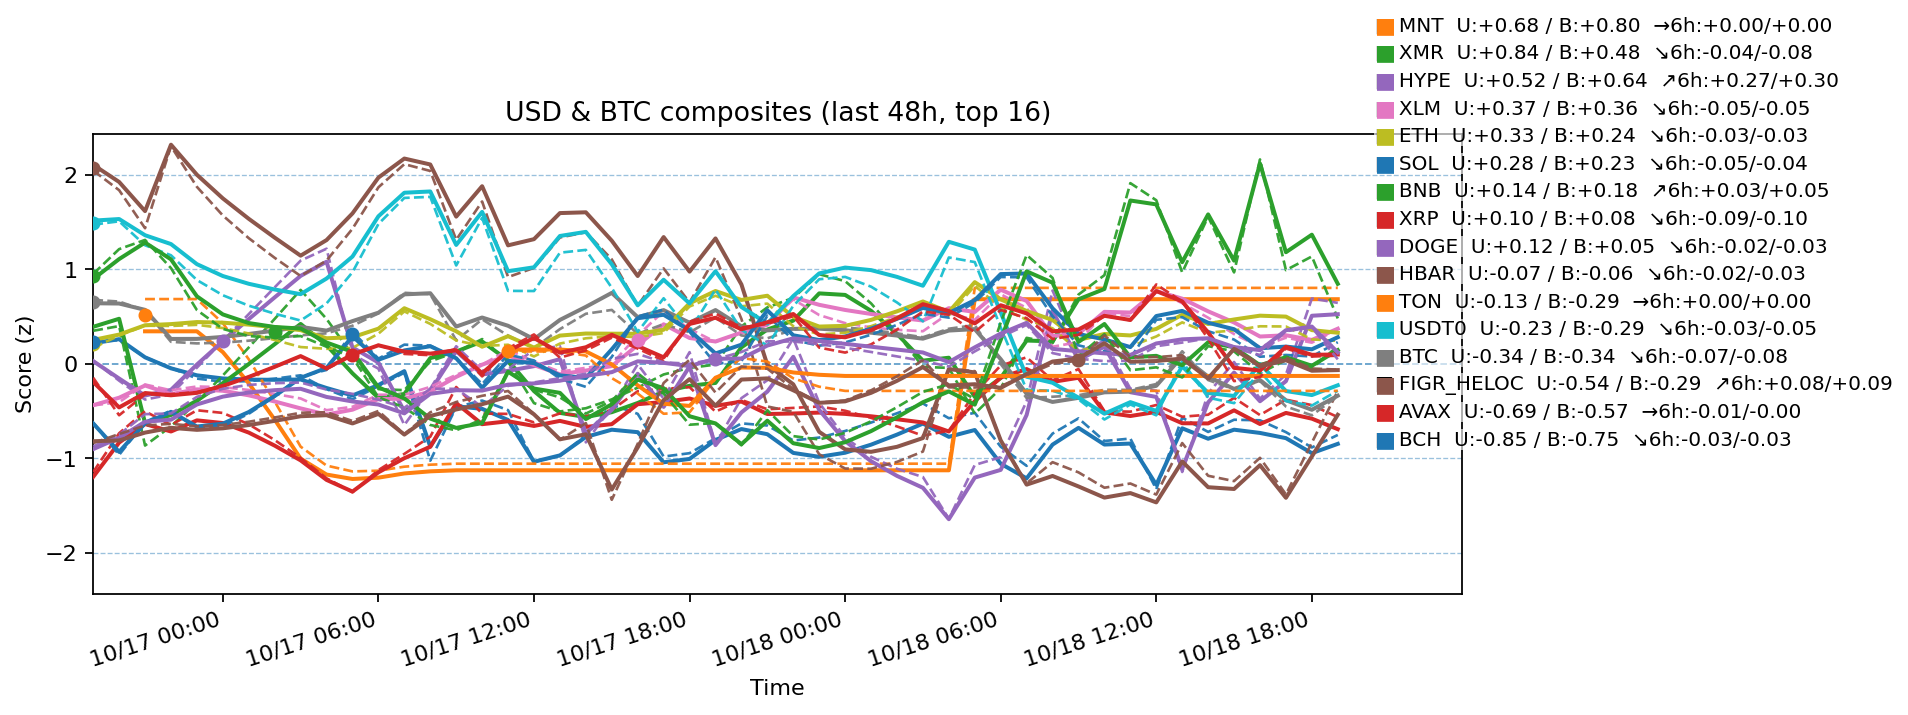 MNT  U:+0.68 / B:+0.80  →6h:+0.00/+0.00
XMR  U:+0.84 / B:+0.48  ↘6h:-0.04/-0.08
HYPE  U:+0.52 / B:+0.64  ↗6h:+0.27/+0.30
XLM  U:+0.37 / B:+0.36  ↘6h:-0.05/-0.05
ETH  U:+0.33 / B:+0.24  ↘6h:-0.03/-0.03
SOL  U:+0.28 / B:+0.23  ↘6h:-0.05/-0.04
BNB  U:+0.14 / B:+0.18  ↗6h:+0.03/+0.05
XRP  U:+0.10 / B:+0.08  ↘6h:-0.09/-0.10
DOGE  U:+0.12 / B:+0.05  ↘6h:-0.02/-0.03
HBAR  U:-0.07 / B:-0.06  ↘6h:-0.02/-0.03
TON  U:-0.13 / B:-0.29  →6h:+0.00/+0.00
USDT0  U:-0.23 / B:-0.29  ↘6h:-0.03/-0.05
BTC  U:-0.34 / B:-0.34  ↘6h:-0.07/-0.08
FIGR_HELOC  U:-0.54 / B:-0.29  ↗6h:+0.08/+0.09
AVAX  U:-0.69 / B:-0.57  →6h:-0.01/-0.00
BCH  U:-0.85 / B:-0.75  ↘6h:-0.03/-0.03
USD & BTC composites (last 48h, top 16)
Score (z)
2
1
0
−1
−2
10/17 00:00
10/17 06:00
10/17 12:00
10/17 18:00
10/18 00:00
10/18 06:00
10/18 12:00
10/18 18:00
Time